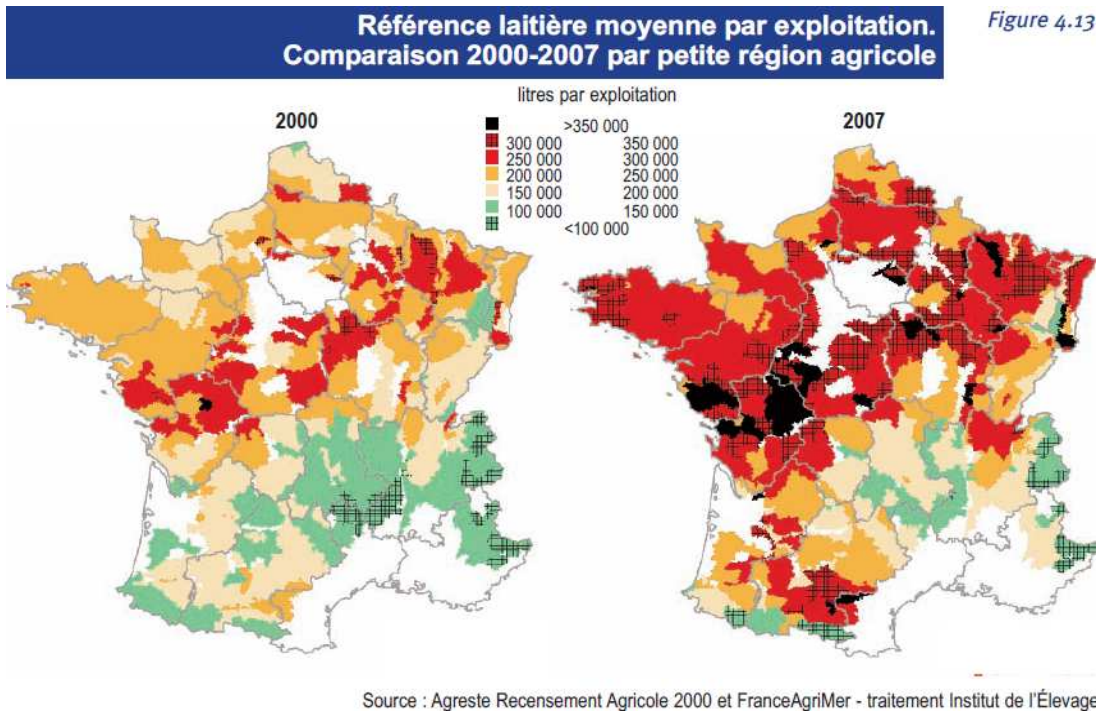 Référence laitière moyenne par exploitation.
Comparaison 2000-2007 par petite région agricole
Figure 4.13
litres par exploitation
2000
2007
>350 000
300 000 350 000
250 000 300 000
200 000 250 000
150 000 200 000
100 000 150 000
<100 000
Source : Agreste Recensement Agricole 2000 et FranceAgriMer - traitement Institut de l'Élevage